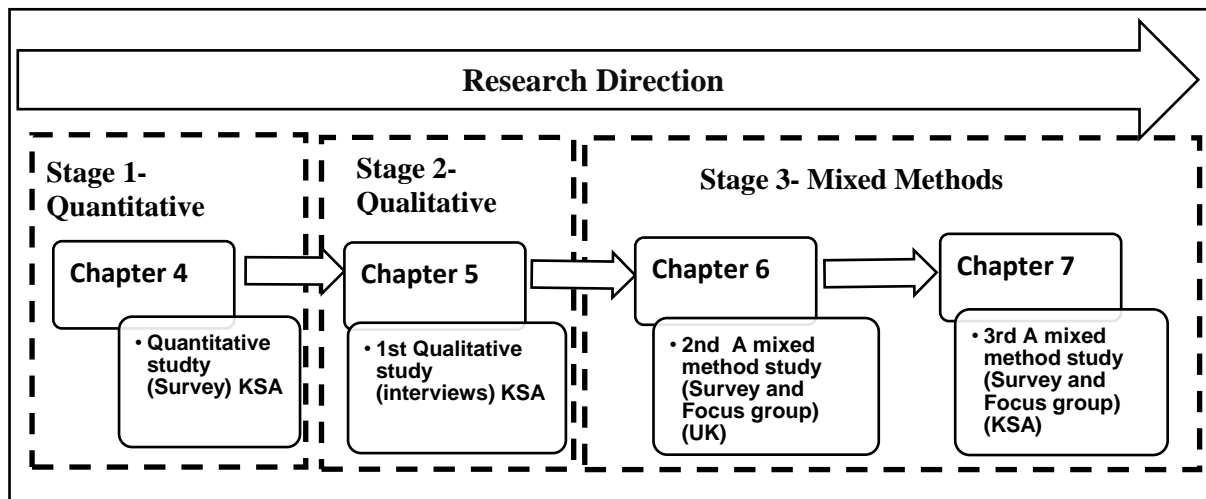 Research Direction
Stage 1-
Quantitative
Chapter 4
• Quantitative
studty
(Survey) KSA
Stage 2-
Qualitative
Chapter 5
• 1st Qualitative
study
(interviews) KSA
Stage 3- Mixed Methods
Chapter 6
• 2nd A mixed
method study
(Survey and
Focus group)
(UK)
Chapter 7
• 3rd A mixed
method study
(Survey and
Focus group)
(KSA)